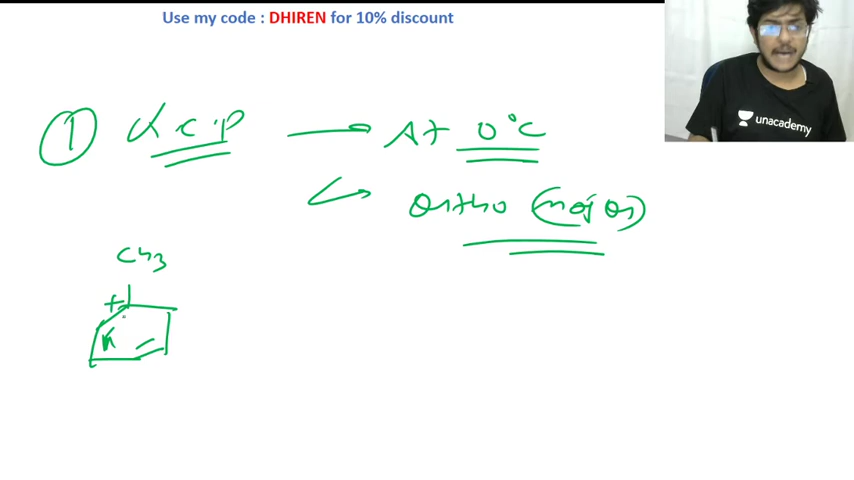 Use my code : DHIREN for 10% discount
unacademy
① K.C.P → At 0°C
↳ Ortho (major)
CH3
+